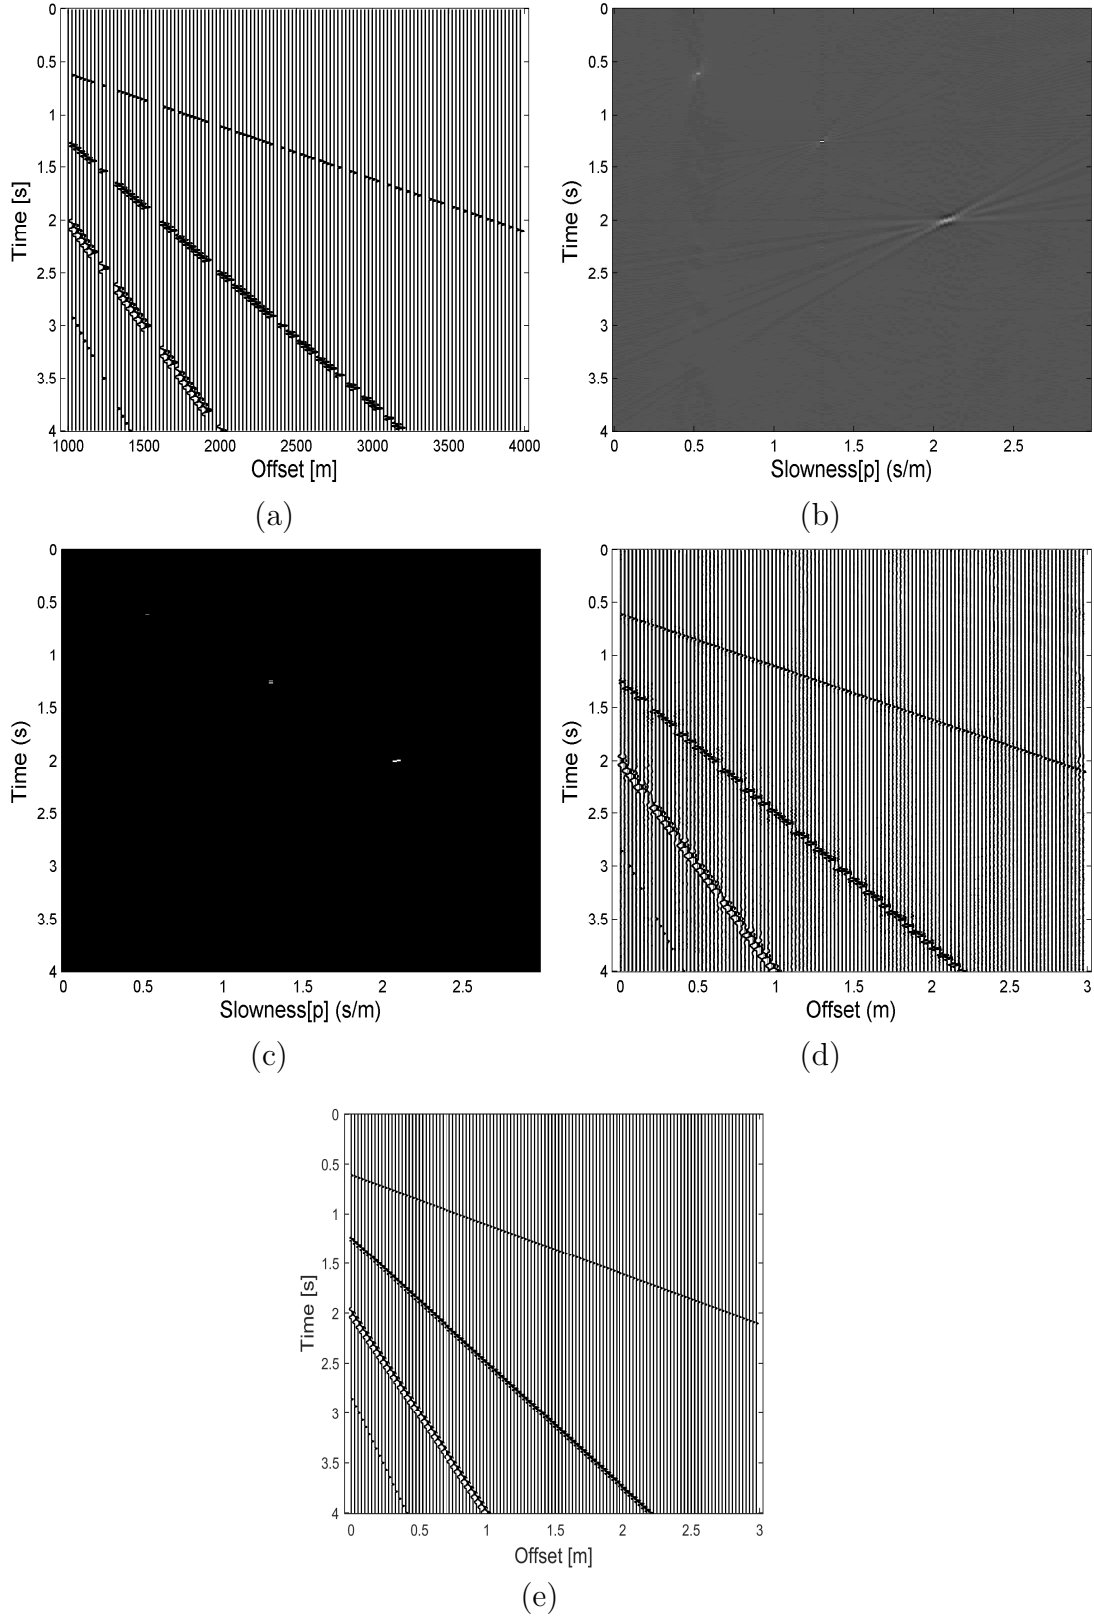 0
0.5
1
1.5
2
2.5
3
3.5
4
Time [s]
1000 1500 2000 2500 3000 3500 4000
Offset [m]
(a)
0
0.5
1
1.5
2
2.5
3
3.5
4
Time (s)
0 0.5 1 1.5 2 2.5
Slowness[p] (s/m)
(b)
0
0.5
1
1.5
2
2.5
3
3.5
4
Time (s)
0 0.5 1 1.5 2 2.5
Slowness[p] (s/m)
(c)
0
0.5
1
1.5
2
2.5
3
3.5
4
Time (s)
0 0.5 1 1.5 2 2.5 3
Offset (m)
(d)
0
0.5
1
1.5
2
2.5
3
3.5
4
Time [s]
0 0.5 1 1.5 2 2.5 3
Offset [m]
(e)